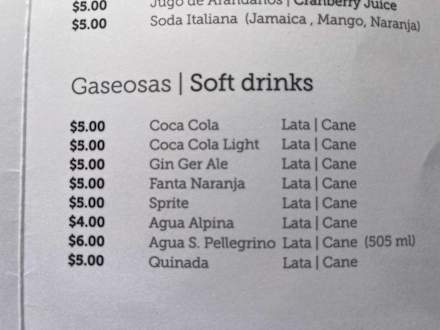 $5.00 Jugo de Arandanos | Cranberry Juice
$5.00 Soda Italiana (Jamaica , Mango, Naranja)
Gaseosas | Soft drinks
$5.00 Coca Cola Lata | Cane
$5.00 Coca Cola Light Lata | Cane
$5.00 Gin Ger Ale Lata | Cane
$5.00 Fanta Naranja Lata | Cane
$5.00 Sprite Lata | Cane
$4.00 Agua Alpina Lata | Cane
$6.00 Agua S. Pellegrino Lata | Cane (505 ml)
$5.00 Quinada Lata | Cane